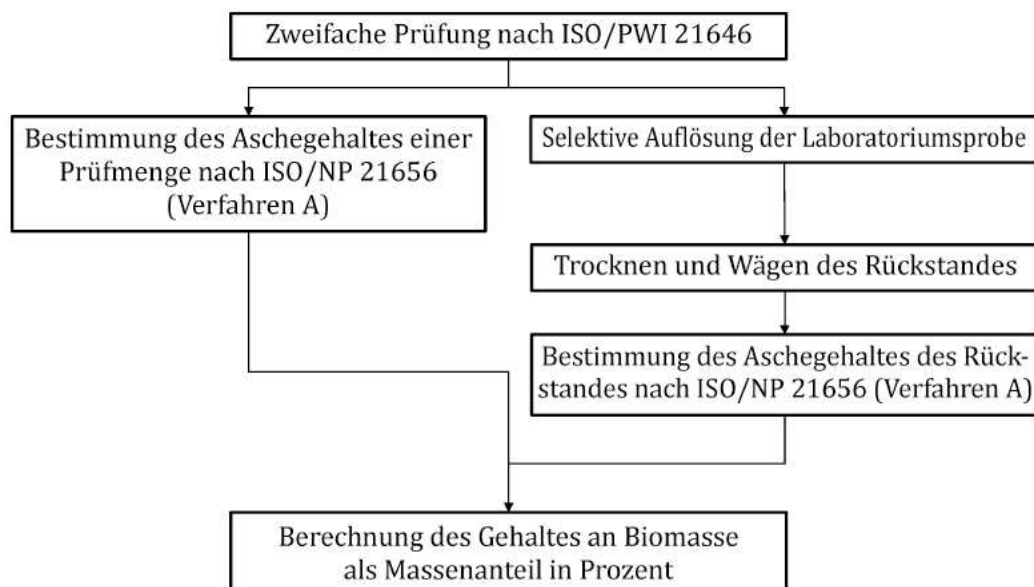 Zweifache Prüfung nach ISO/PWI 21646
Bestimmung des Aschegehaltes einer
Prüfmenge nach ISO/NP 21656
(Verfahren A)
Selektive Auflösung der Laboratoriumsprobe
Trocknen und Wägen des Rückstandes
Bestimmung des Aschegehaltes des Rück-
standes nach ISO/NP 21656 (Verfahren A)
Berechnung des Gehaltes an Biomasse
als Massenanteil in Prozent